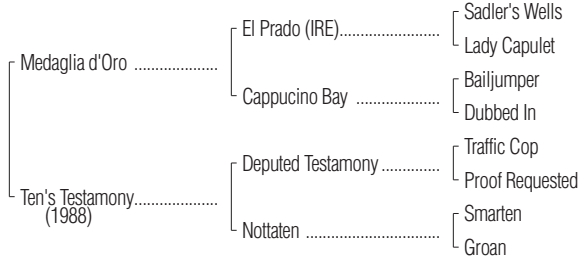 Sadler's Wells
El Prado (IRE)....................
Lady Capulet
Medaglia d'Oro .................
Bailjumper
Cappucino Bay .................
Dubbed In
Traffic Cop
Deputed Testamony ............
Proof Requested
Ten's Testamony.................
(1988)
Smarten
Nottaten ...........................
Groan